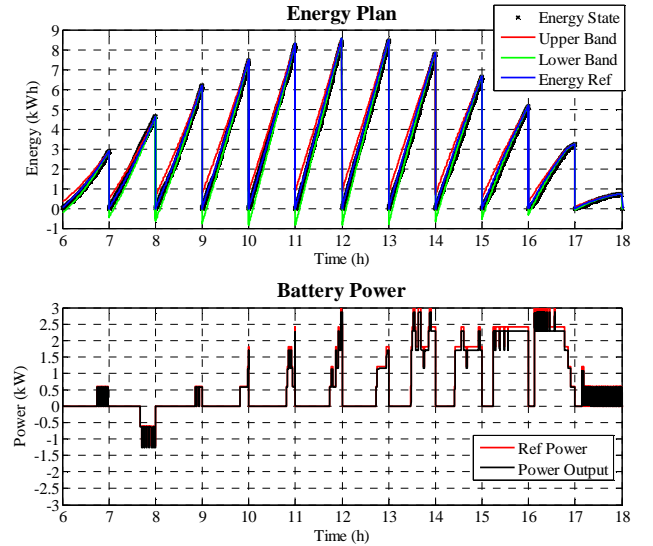 Energy Plan
Energy State
Upper Band
Lower Band
Energy Ref
Energy (kWh)
9
8
7
6
5
4
3
2
1
0
-1
6 7 8 9 10 11 12 13 14 15 16 17 18
Time (h)
Battery Power
Power (kW)
3
2.5
2
1.5
1
0.5
0
-0.5
-1
-1.5
-2
-2.5
-3
Ref Power
Power Output
6 7 8 9 10 11 12 13 14 15 16 17 18
Time (h)